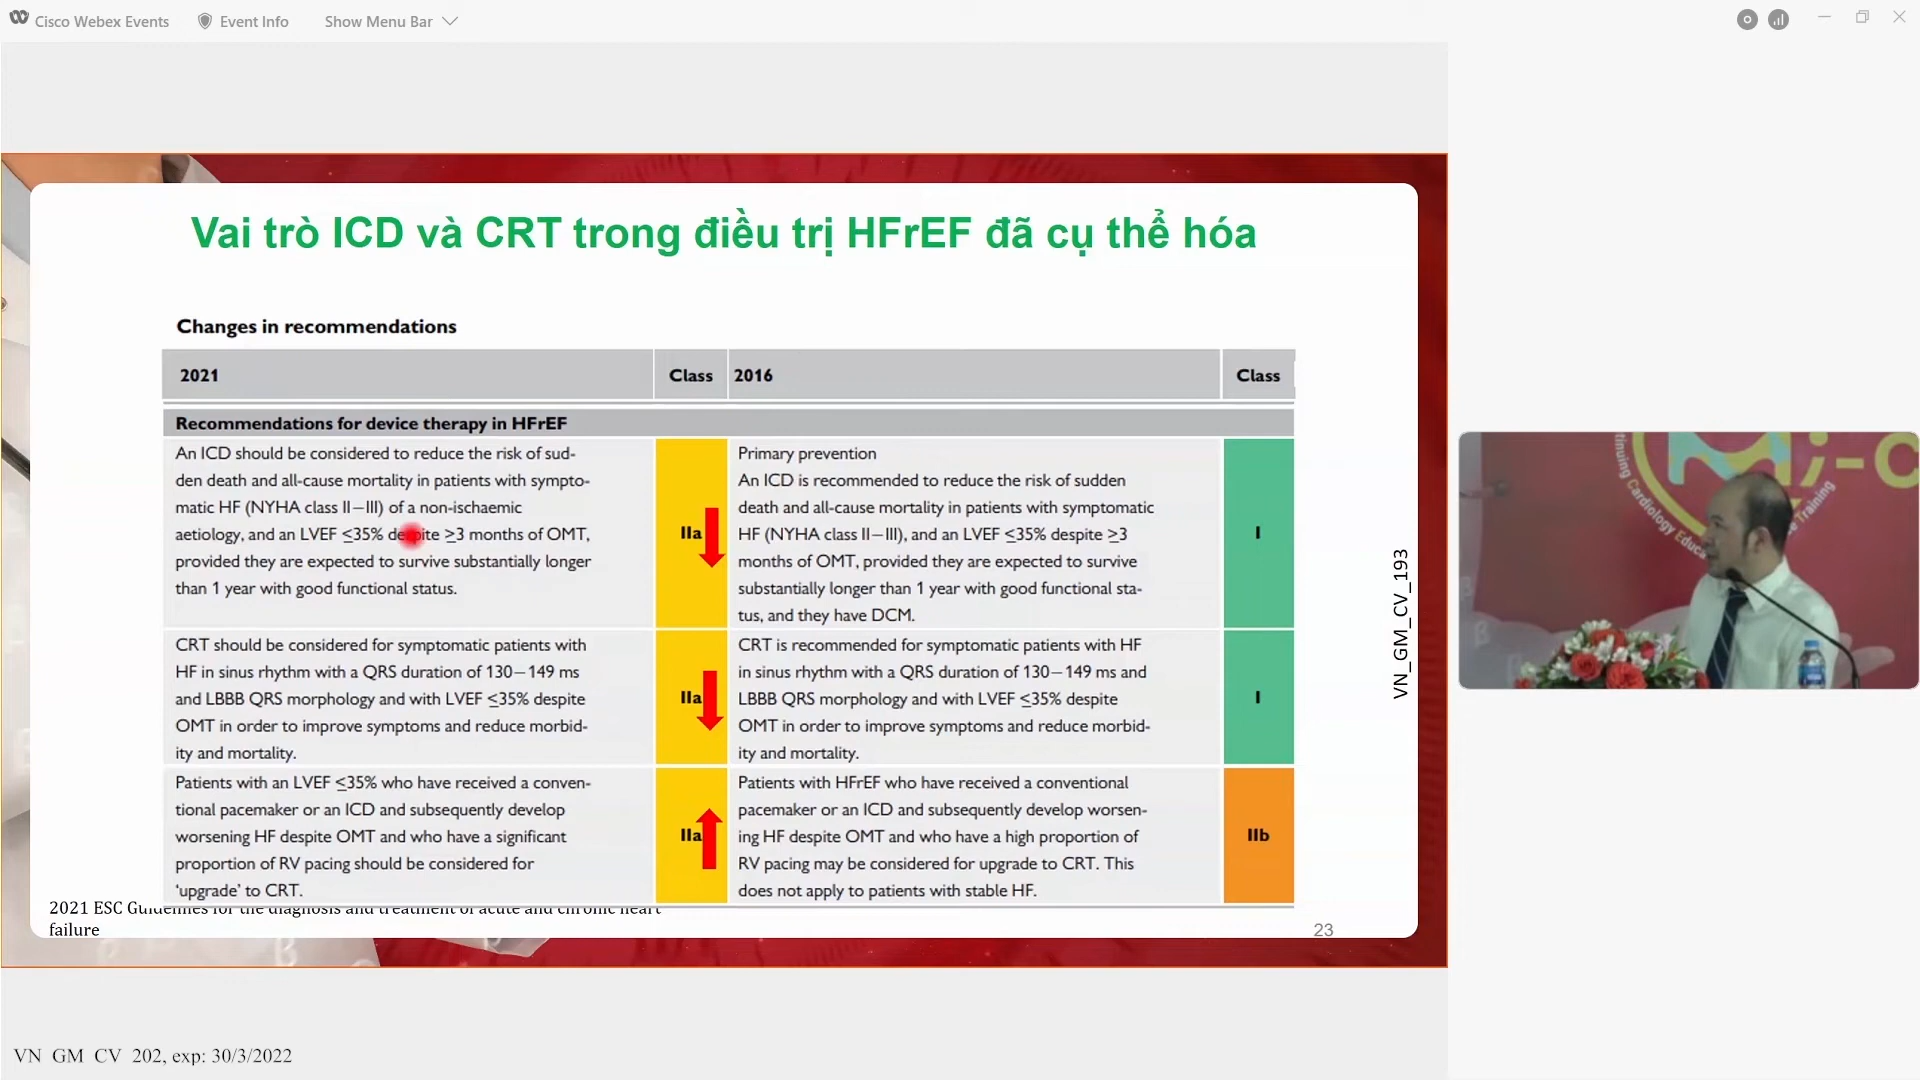 Cisco Webex Events
Event Info
Show Menu Bar
Vai trò ICD và CRT trong điều trị HFrEF đã cụ thể hóa
Changes in recommendations
2021 Class 2016 Class
Recommendations for device therapy in HFrEF
An ICD should be considered to reduce the risk of sud-
den death and all-cause mortality in patients with sympto-
matic HF (NYHA class II–III) of a non-ischaemic
aetiology, and an LVEF ≤35% despite ≥3 months of OMT,
provided they are expected to survive substantially longer
than 1 year with good functional status.
IIa
Primary prevention
An ICD is recommended to reduce the risk of sudden
death and all-cause mortality in patients with symptomatic
HF (NYHA class II–III), and an LVEF ≤35% despite ≥3
months of OMT, provided they are expected to survive
substantially longer than 1 year with good functional sta-
tus, and they have DCM.
I
CRT should be considered for symptomatic patients with
HF in sinus rhythm with a QRS duration of 130–149 ms
and LBBB QRS morphology and with LVEF ≤35% despite
OMT in order to improve symptoms and reduce morbid-
ity and mortality.
IIa
CRT is recommended for symptomatic patients with HF
in sinus rhythm with a QRS duration of 130–149 ms and
LBBB QRS morphology and with LVEF ≤35% despite
OMT in order to improve symptoms and reduce morbid-
ity and mortality.
I
Patients with an LVEF ≤35% who have received a conven-
tional pacemaker or an ICD and subsequently develop
worsening HF despite OMT and who have a significant
proportion of RV pacing should be considered for
‘upgrade’ to CRT.
IIa
Patients with HFrEF who have received a conventional
pacemaker or an ICD and subsequently develop worsen-
ing HF despite OMT and who have a high proportion of
RV pacing may be considered for upgrade to CRT. This
does not apply to patients with stable HF.
IIb
2021 ESC Guidelines for the diagnosis and treatment of acute and chronic heart
failure
23
VN_GM_CV_193
VN GM CV 202, exp: 30/3/2022